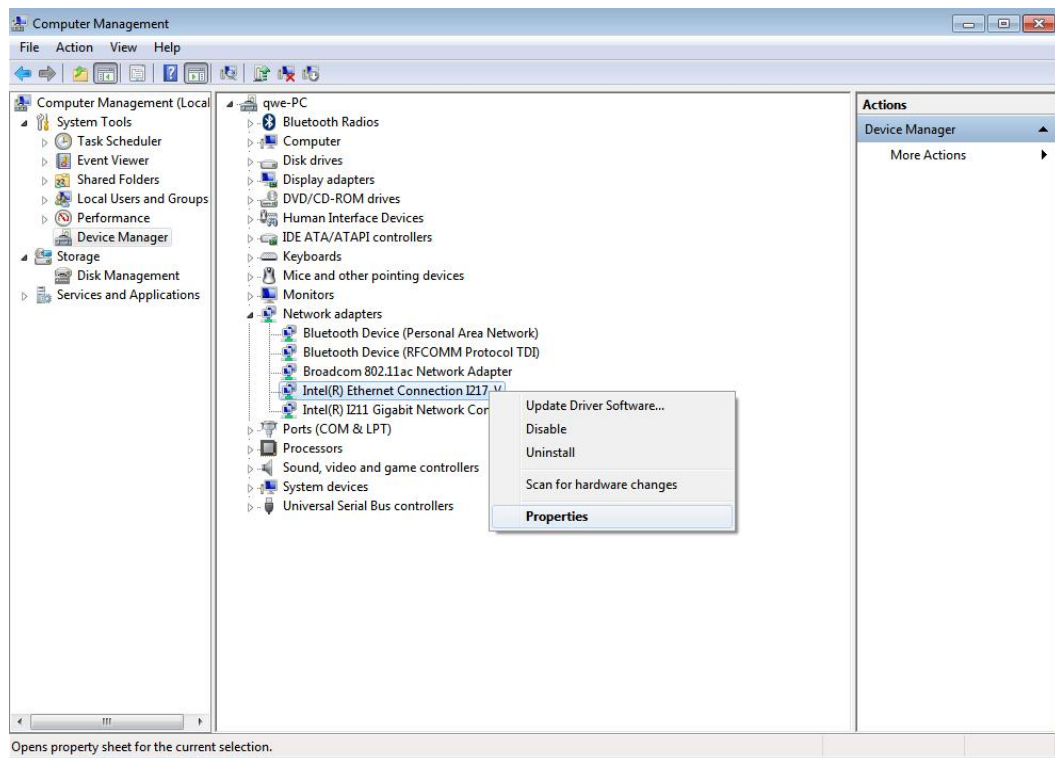 Computer Management
File Action View Help
Computer Management (Local
System Tools
Task Scheduler
Event Viewer
Shared Folders
Local Users and Groups
Performance
Device Manager
Storage
Disk Management
Services and Applications
qwe-PC
Bluetooth Radios
Computer
Disk drives
Display adapters
DVD/CD-ROM drives
Human Interface Devices
IDE ATA/ATAPI controllers
Keyboards
Mice and other pointing devices
Monitors
Network adapters
Bluetooth Device (Personal Area Network)
Bluetooth Device (RFCOMM Protocol TDI)
Broadcom 802.11ac Network Adapter
Intel(R) Ethernet Connection I217-V
Intel(R) I211 Gigabit Network Con
Ports (COM & LPT)
Processors
Sound, video and game controllers
System devices
Universal Serial Bus controllers
Update Driver Software...
Disable
Uninstall
Scan for hardware changes
Properties
Actions
Device Manager
More Actions
Opens property sheet for the current selection.